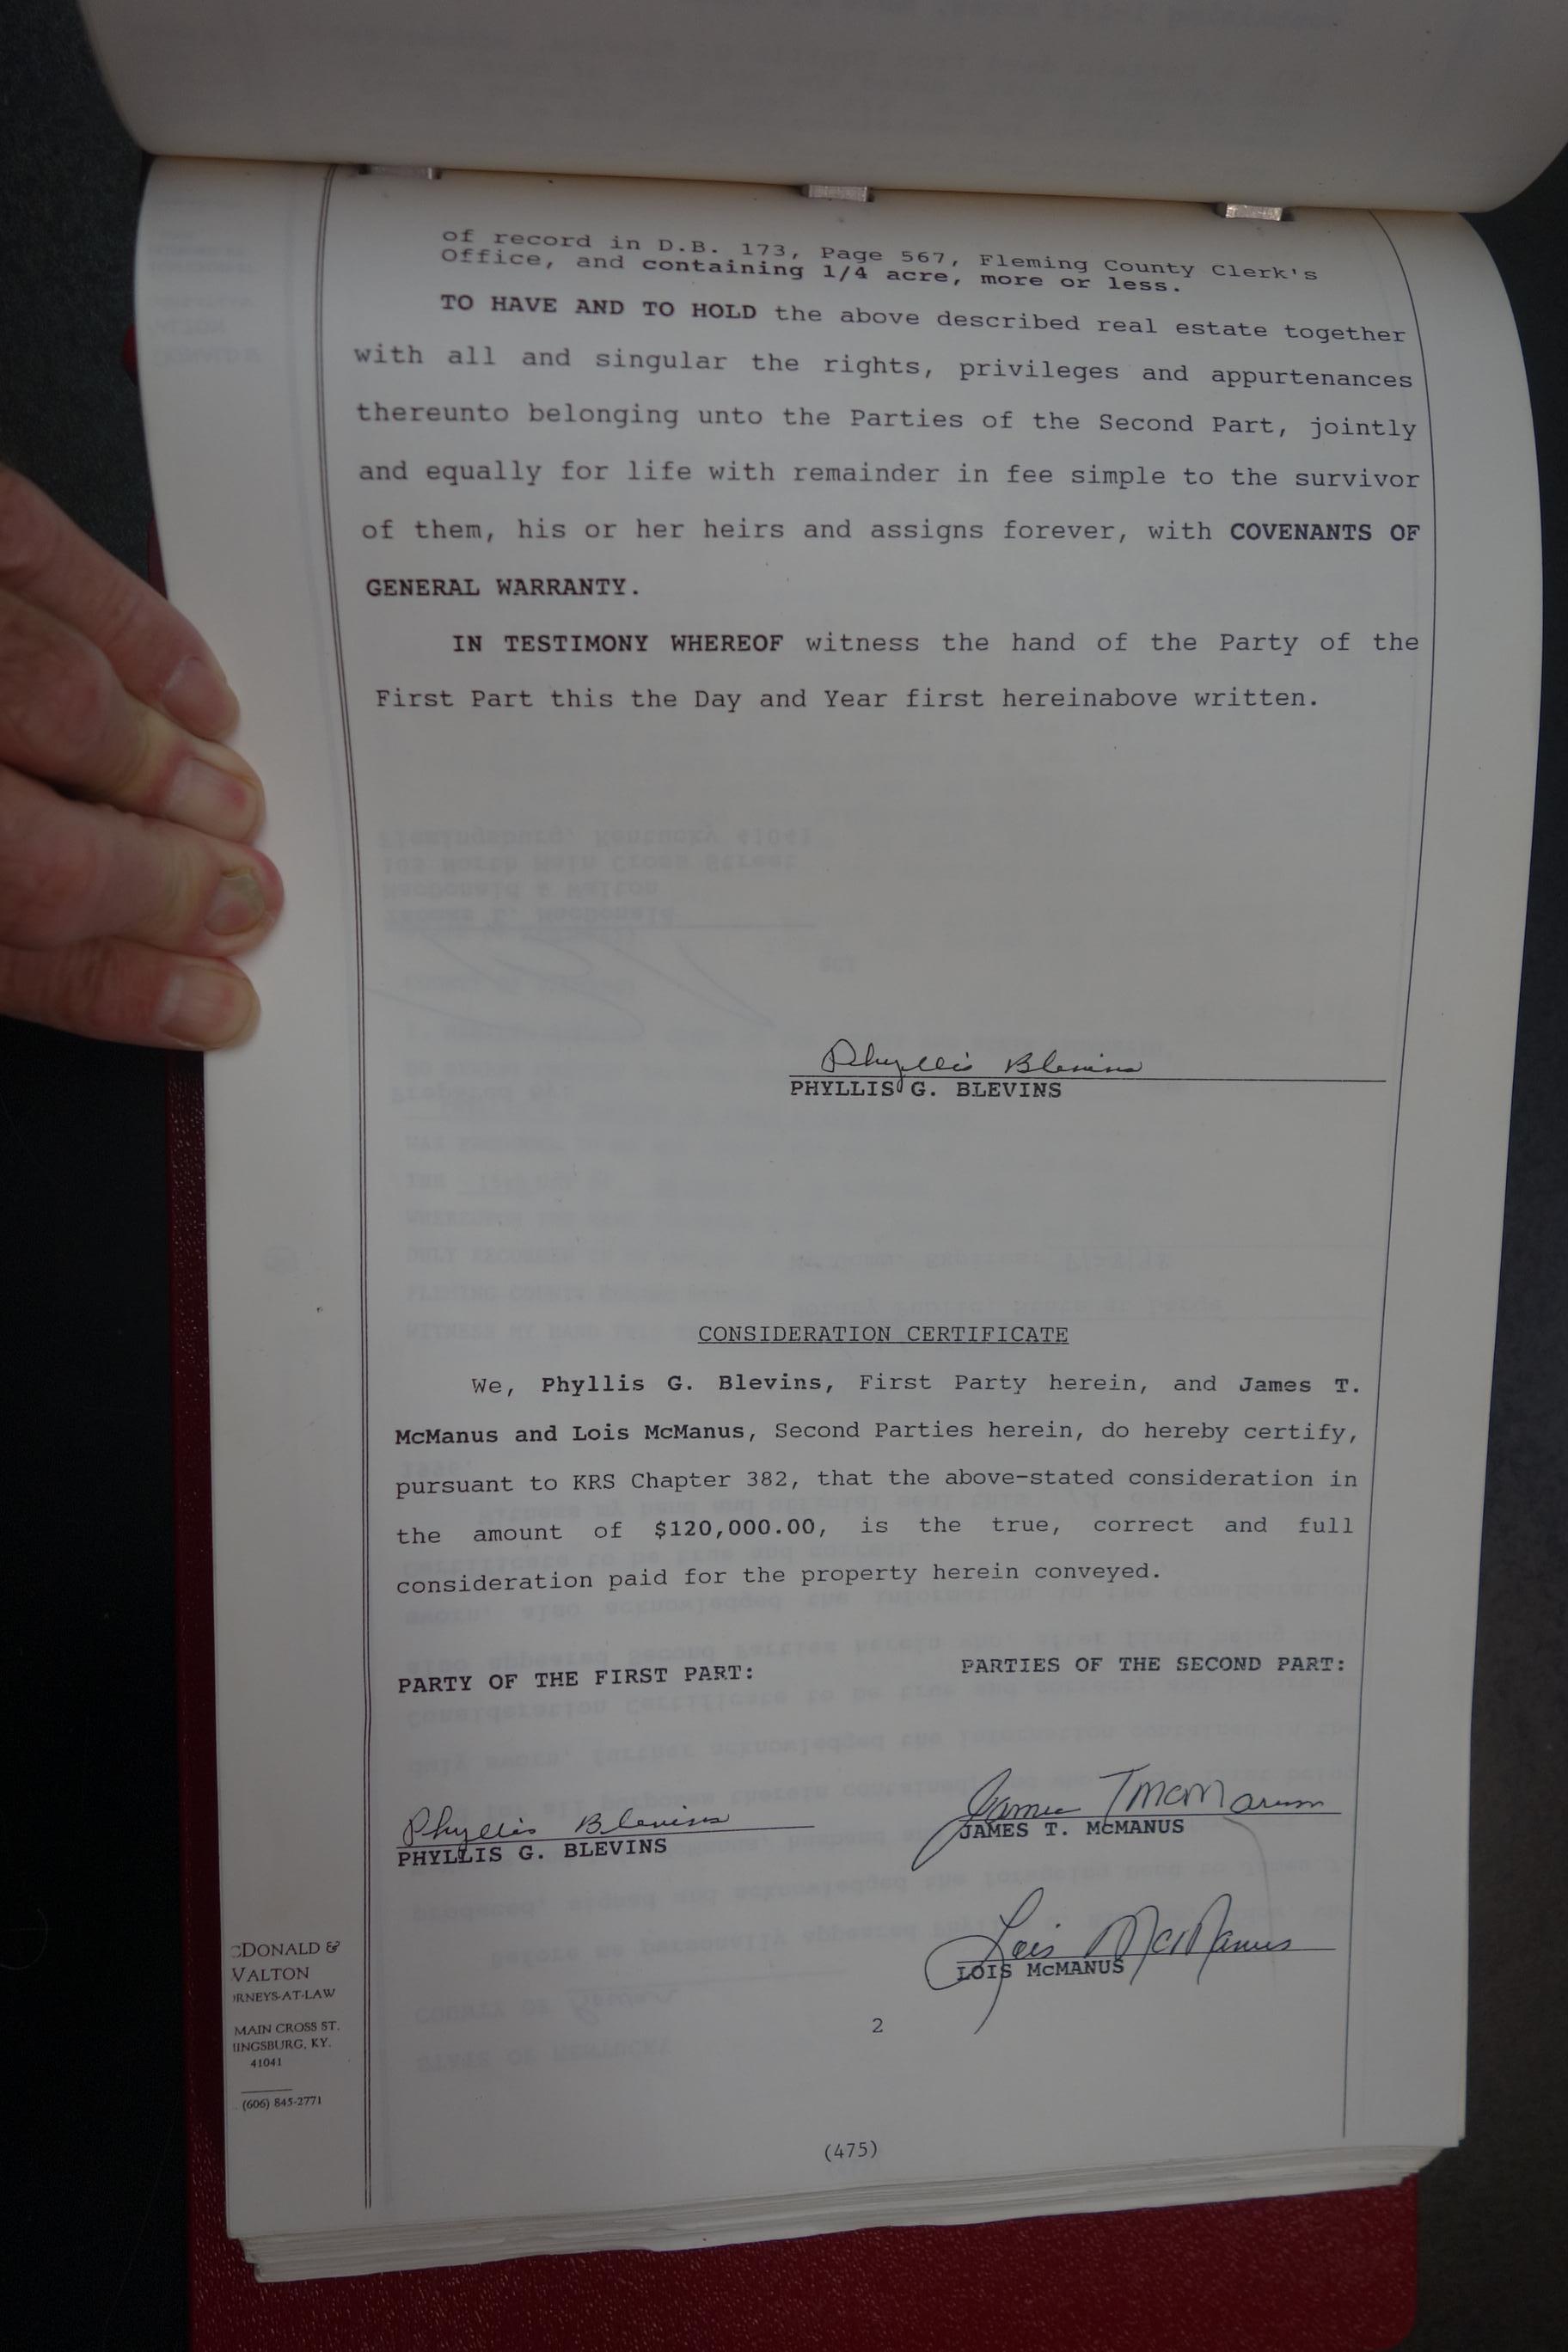 of record in D.B. 173, Page 567, Fleming County Clerk's
Office, and containing 1/4 acre, more or less.
TO HAVE AND TO HOLD the above described real estate together
with all and singular the rights, privileges and appurtenances
thereunto belonging unto the Parties of the Second Part, jointly
and equally for life with remainder in fee simple to the survivor
of them, his or her heirs and assigns forever, with COVENANTS OF
GENERAL WARRANTY.
IN TESTIMONY WHEREOF witness the hand of the Party of the
First Part this the Day and Year first hereinabove written.
Phyllis Blevins
PHYLLIS G. BLEVINS
CONSIDERATION CERTIFICATE
We, Phyllis G. Blevins, First Party herein, and James T.
McManus and Lois McManus, Second Parties herein, do hereby certify,
pursuant to KRS Chapter 382, that the above-stated consideration in
the amount of $120,000.00, is the true, correct and full
consideration paid for the property herein conveyed.
PARTY OF THE FIRST PART:
PARTIES OF THE SECOND PART:
Phyllis Blevins
PHYLLIS G. BLEVINS
James T McManus
JAMES T. McMANUS
Lois McManus
LOIS McMANUS
CDONALD &
VALTON
ORNEYS-AT-LAW
MAIN CROSS ST.
IINGSBURG, KY.
41041
(606) 845-2771
2
(475)